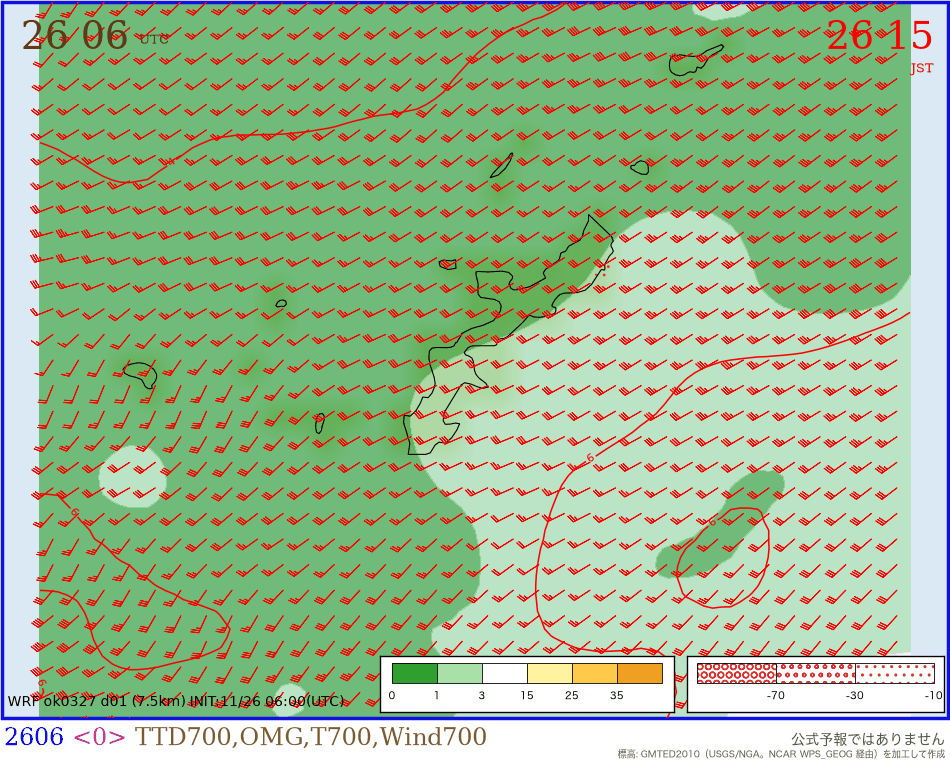 26 06 UTC
26 15
JST
4
6
6
6
6
0 1 3 15 25 35
-70 -30 -10
WRF ok0327 d01 (7.5km) INIT:11/26 06:00(UTC)
2606 <0> TTD700,OMG,T700,Wind700
公式予報ではありません
標高: GMTED2010（USGS/NGA。NCAR WPS_GEOG 経由）を加工して作成